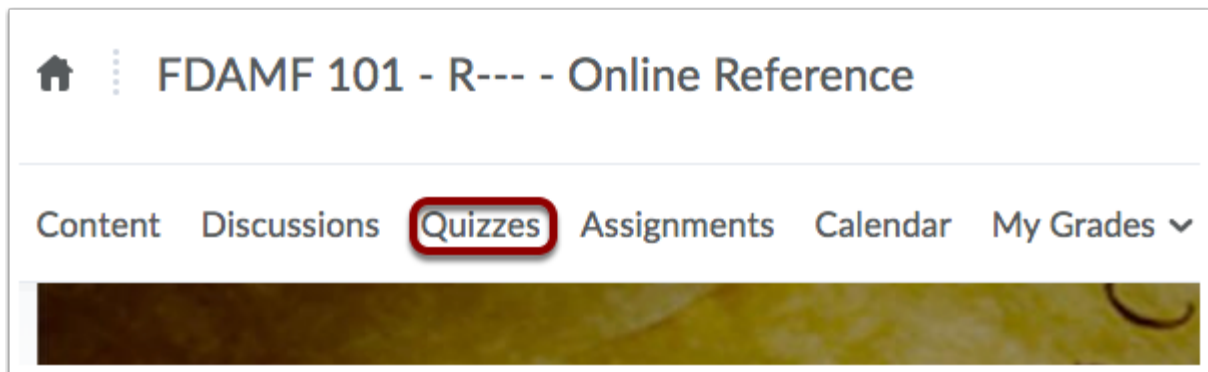 FDAMF 101 - R--- - Online Reference
Content Discussions Quizzes Assignments Calendar My Grades